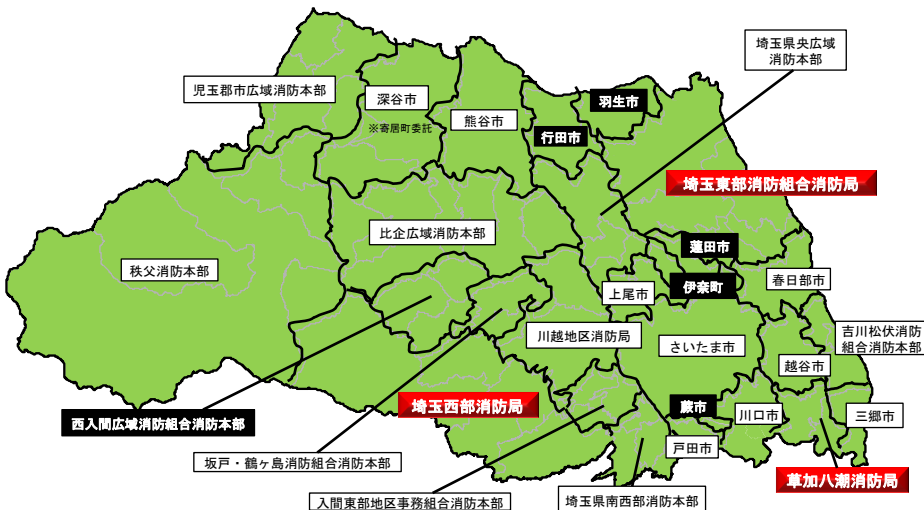 埼玉県央広域
消防本部
児玉郡市広域消防本部
深谷市
※寄居町委託
熊谷市
羽生市
行田市
埼玉東部消防組合消防局
比企広域消防本部
蓮田市
秩父消防本部
伊奈町
春日部市
上尾市
川越地区消防局
さいたま市
吉川松伏消防
組合消防本部
越谷市
西入間広域消防組合消防本部
埼玉西部消防局
蕨市
川口市
三郷市
戸田市
坂戸・鶴ヶ島消防組合消防本部
草加八潮消防局
入間東部地区事務組合消防本部
埼玉県南西部消防本部